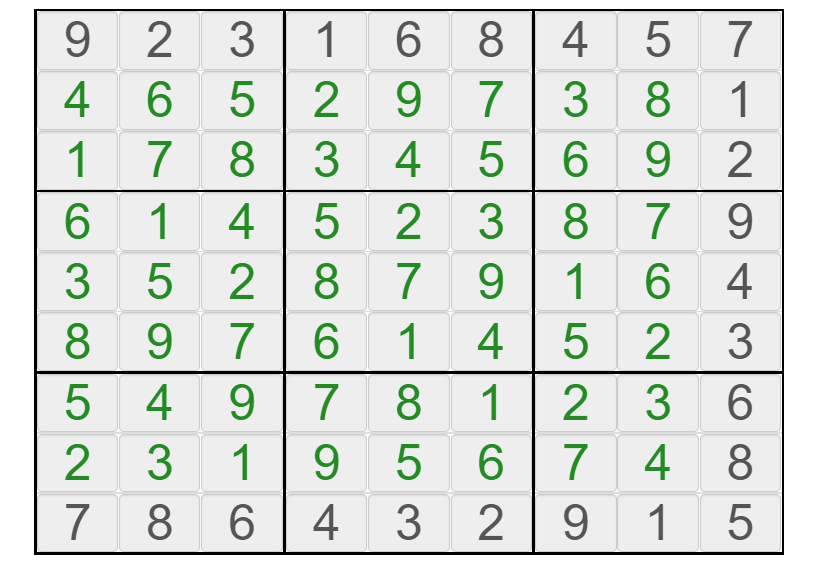 9 2 3 1 6 8 4 5 7
4 6 5 2 9 7 3 8 1
1 7 8 3 4 5 6 9 2
6 1 4 5 2 3 8 7 9
3 5 2 8 7 9 1 6 4
8 9 7 6 1 4 5 2 3
5 4 9 7 8 1 2 3 6
2 3 1 9 5 6 7 4 8
7 8 6 4 3 2 9 1 5